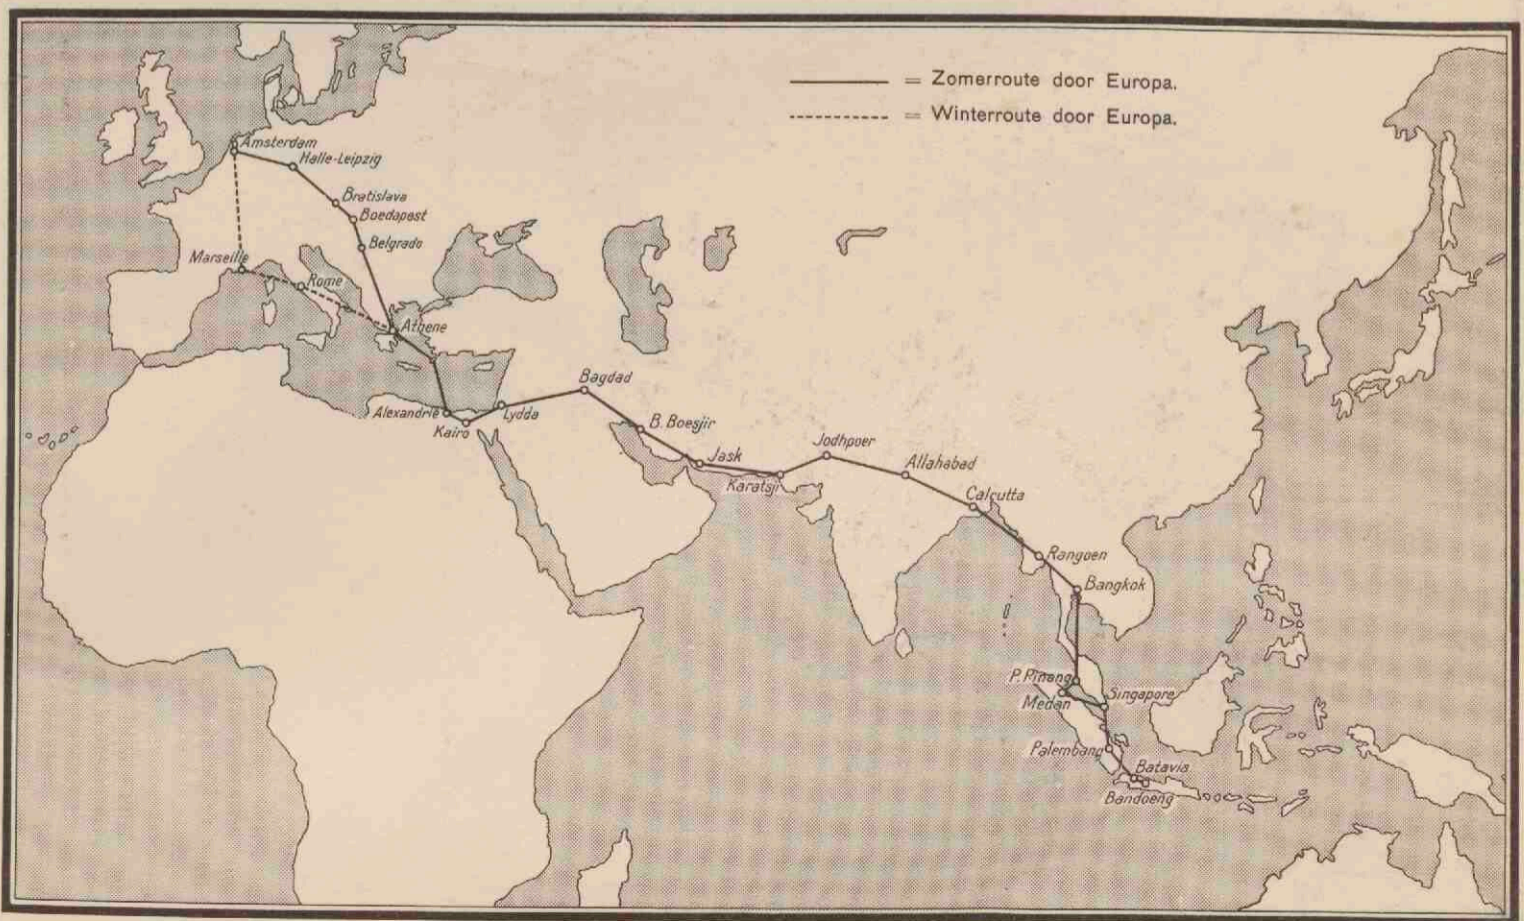 = Zomerroute door Europa.
= Winterroute door Europa.
Amsterdam
Halle-Leipzig
Bratislava
Boedapest
Belgrado
Marseille
Rome
Athene
Alexandrië
Kairo
Lydda
Bagdad
B. Boesjir
Jask
Karatsji
Jodhpoer
Allahabad
Calcutta
Rangoen
Bangkok
P. Pinang
Medan
Singapore
Palembang
Batavia
Bandoeng